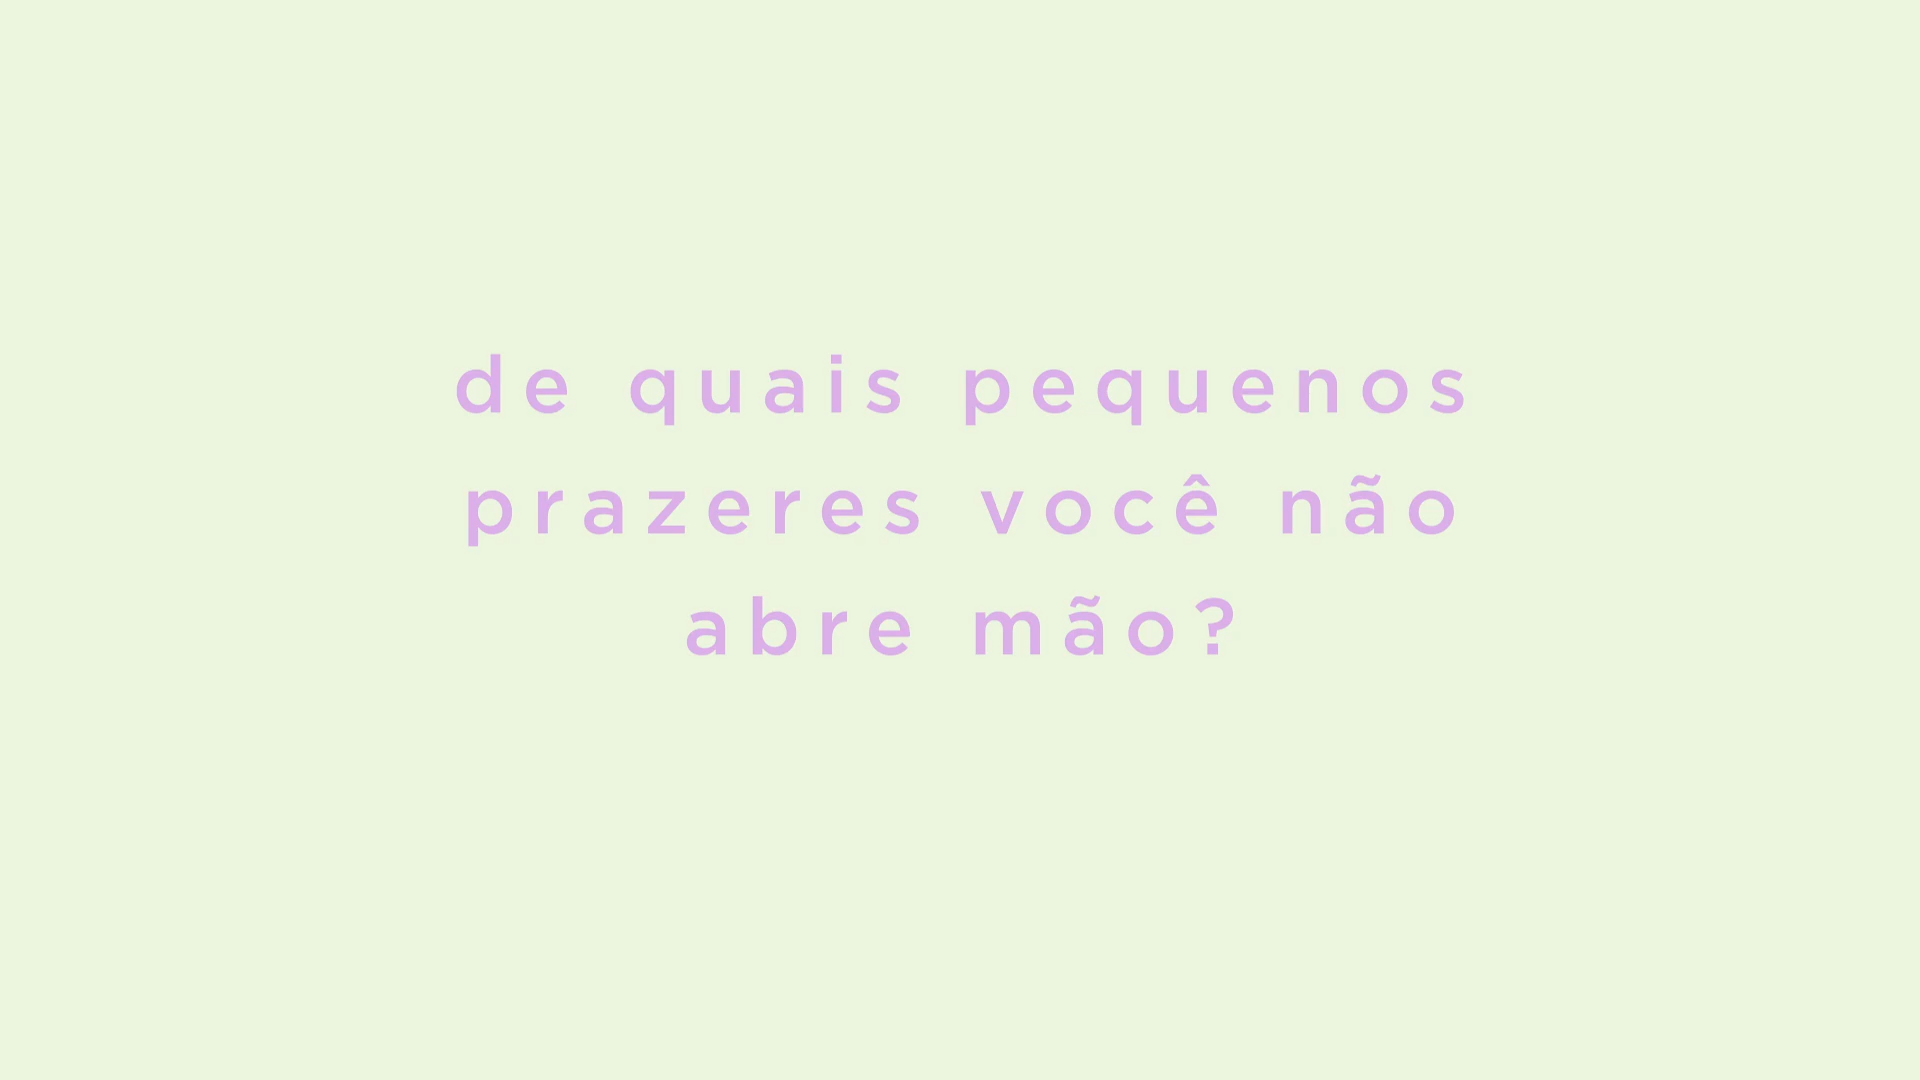 de quais pequenos
prazeres você não
abre mão?